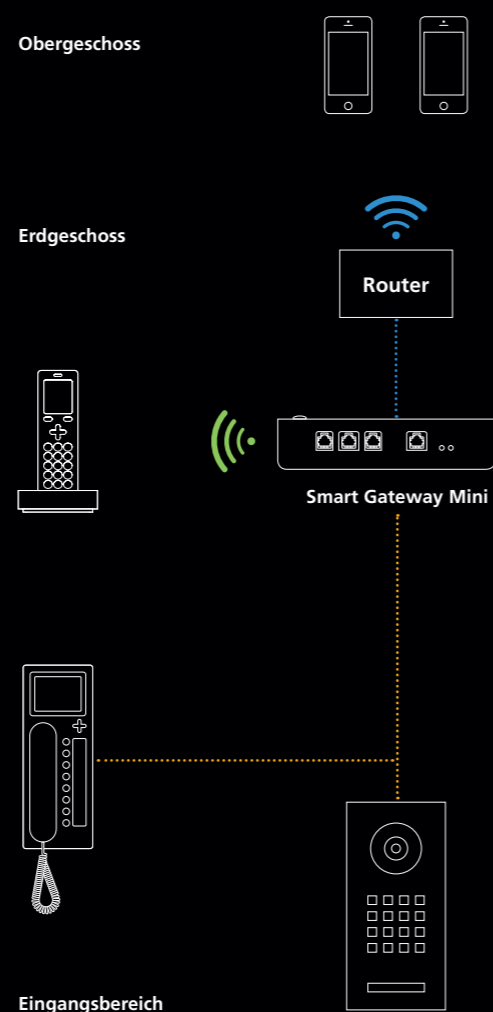 Obergeschoss
Erdgeschoss
Router
Smart Gateway Mini
Eingangsbereich